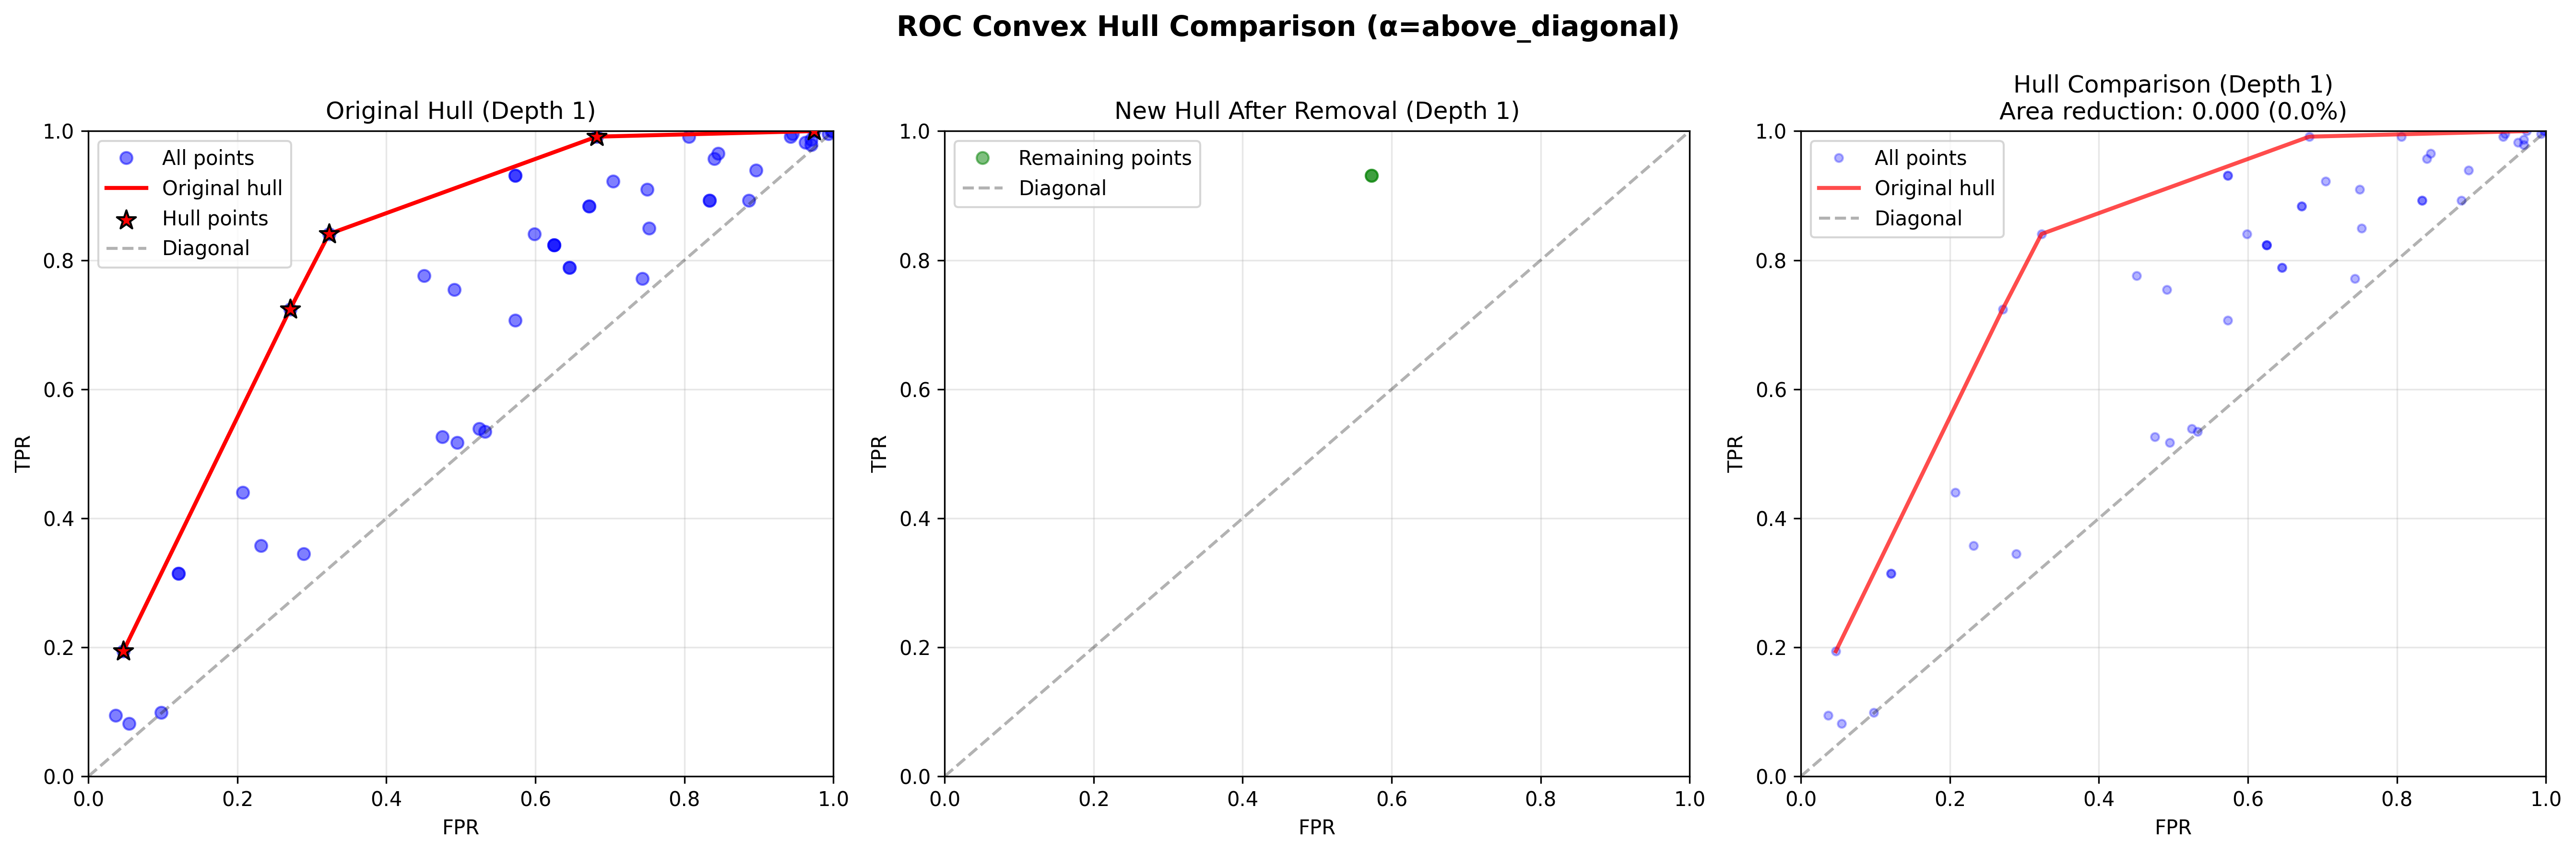 ROC Convex Hull Comparison (α=above_diagonal)
Original Hull (Depth 1)
All points
Original hull
Hull points
Diagonal
1.0
0.8
0.6
0.4
0.2
0.0
TPR
0.0 0.2 0.4 0.6 0.8 1.0
FPR
New Hull After Removal (Depth 1)
Remaining points
Diagonal
1.0
0.8
0.6
0.4
0.2
0.0
TPR
0.0 0.2 0.4 0.6 0.8 1.0
FPR
Hull Comparison (Depth 1)
Area reduction: 0.000 (0.0%)
All points
Original hull
Diagonal
1.0
0.8
0.6
0.4
0.2
0.0
TPR
0.0 0.2 0.4 0.6 0.8 1.0
FPR